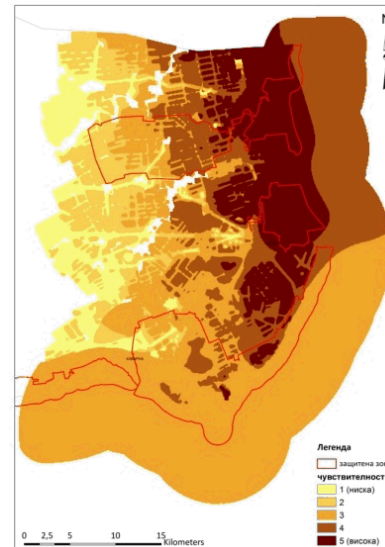 N
Легенда
защитена зо
чувствителност
1 (ниска)
2
3
4
5 (висока)
0 2,5 5 10 15
Kilometers